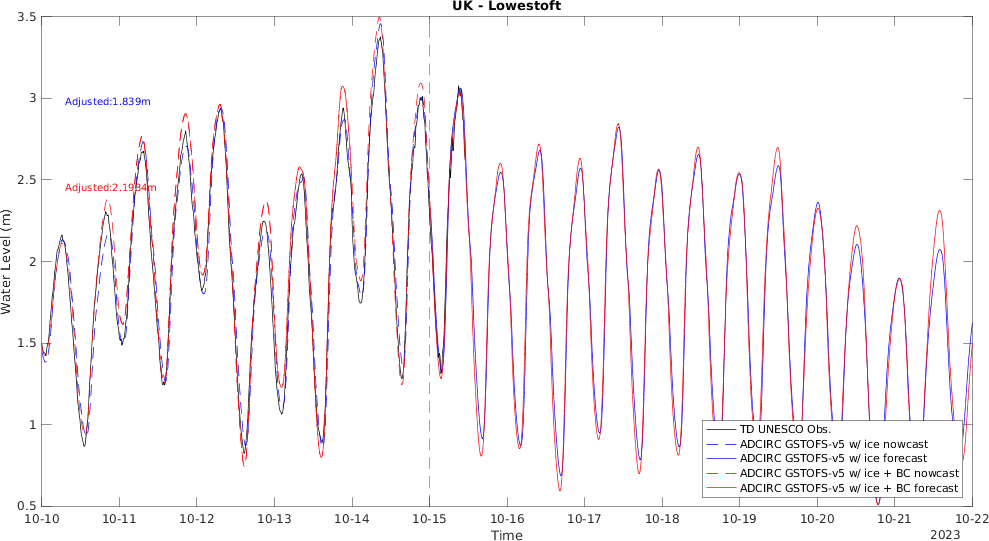 UK - Lowestoft
3.5
3
2.5
2
1.5
1
0.5
Water Level (m)
Adjusted:1.839m
Adjusted:2.1934m
TD UNESCO Obs.
ADCIRC GSTOFS-v5 w/ ice nowcast
ADCIRC GSTOFS-v5 w/ ice forecast
ADCIRC GSTOFS-v5 w/ ice + BC nowcast
ADCIRC GSTOFS-v5 w/ ice + BC forecast
10-10 10-11 10-12 10-13 10-14 10-15 10-16 10-17 10-18 10-19 10-20 10-21 10-22
Time
2023